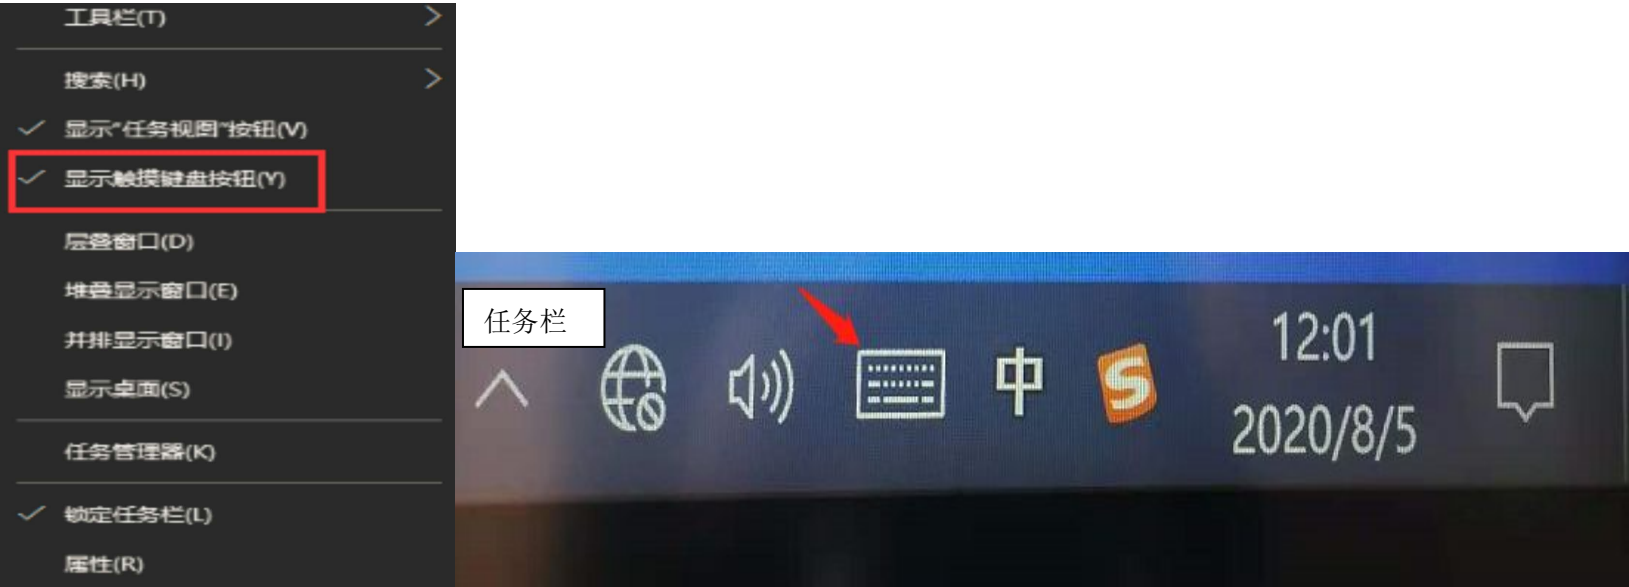 工具栏(T)
搜索(H)
显示“任务视图”按钮(V)
显示触摸键盘按钮(Y)
层叠窗口(D)
堆叠显示窗口(E)
并排显示窗口(I)
显示桌面(S)
任务管理器(K)
锁定任务栏(L)
属性(R)
任务栏
中
S
12:01
2020/8/5